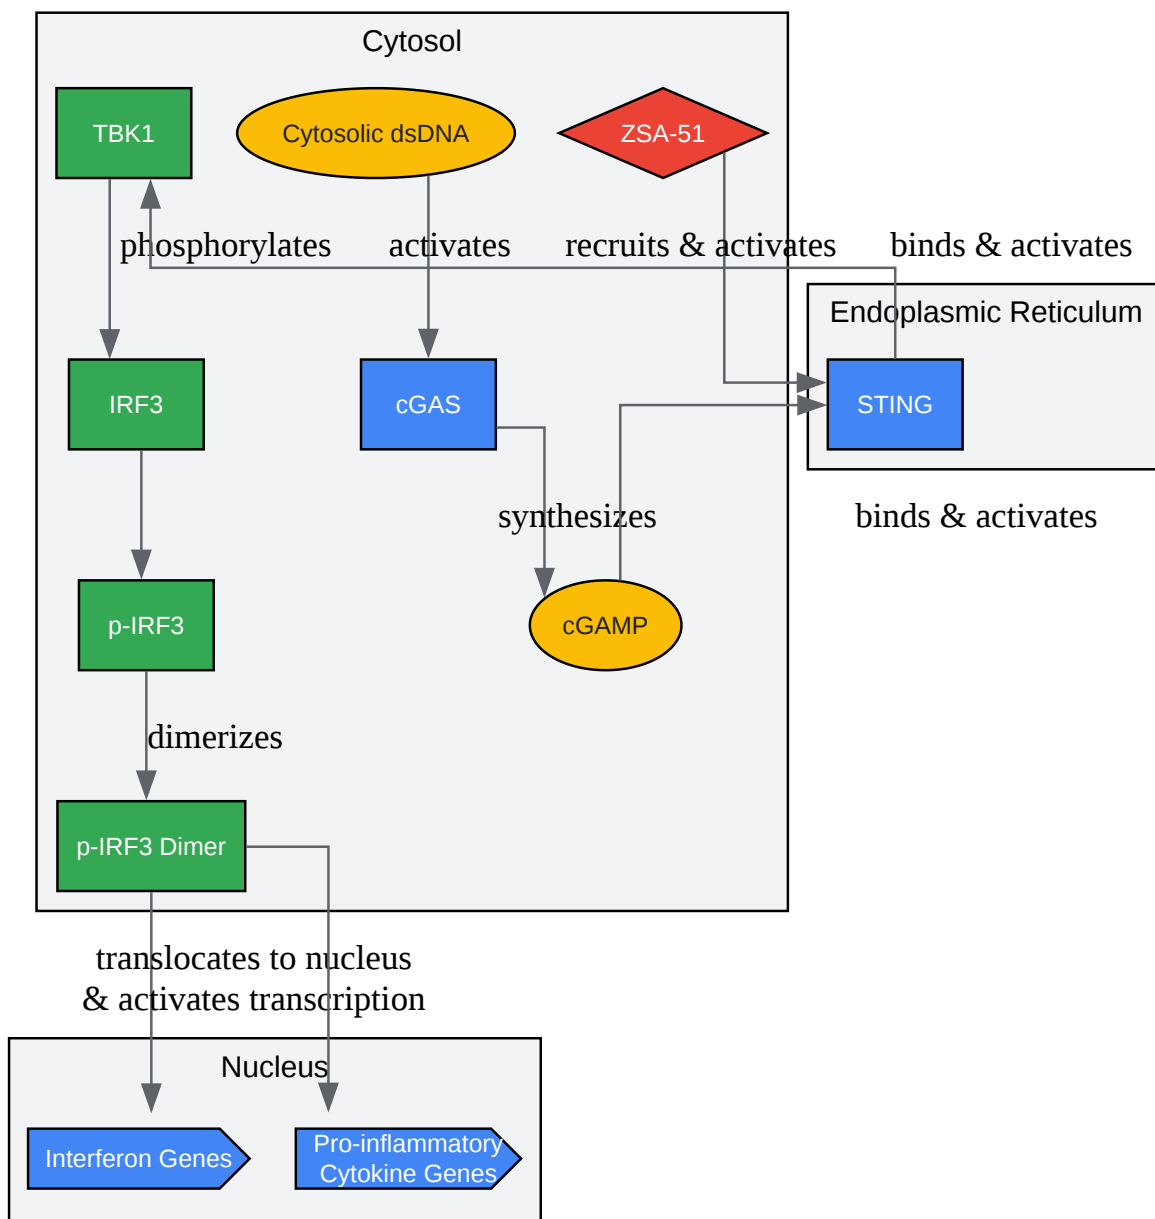 Cytosol
TBK1
Cytosolic dsDNA
ZSA-51
phosphorylates
activates
recruits & activates
binds & activates
Endoplasmic Reticulum
IRF3
cGAS
STING
synthesizes
binds & activates
p-IRF3
cGAMP
dimerizes
p-IRF3 Dimer
translocates to nucleus
& activates transcription
Nucleus
Interferon Genes
Pro-inflammatory
Cytokine Genes